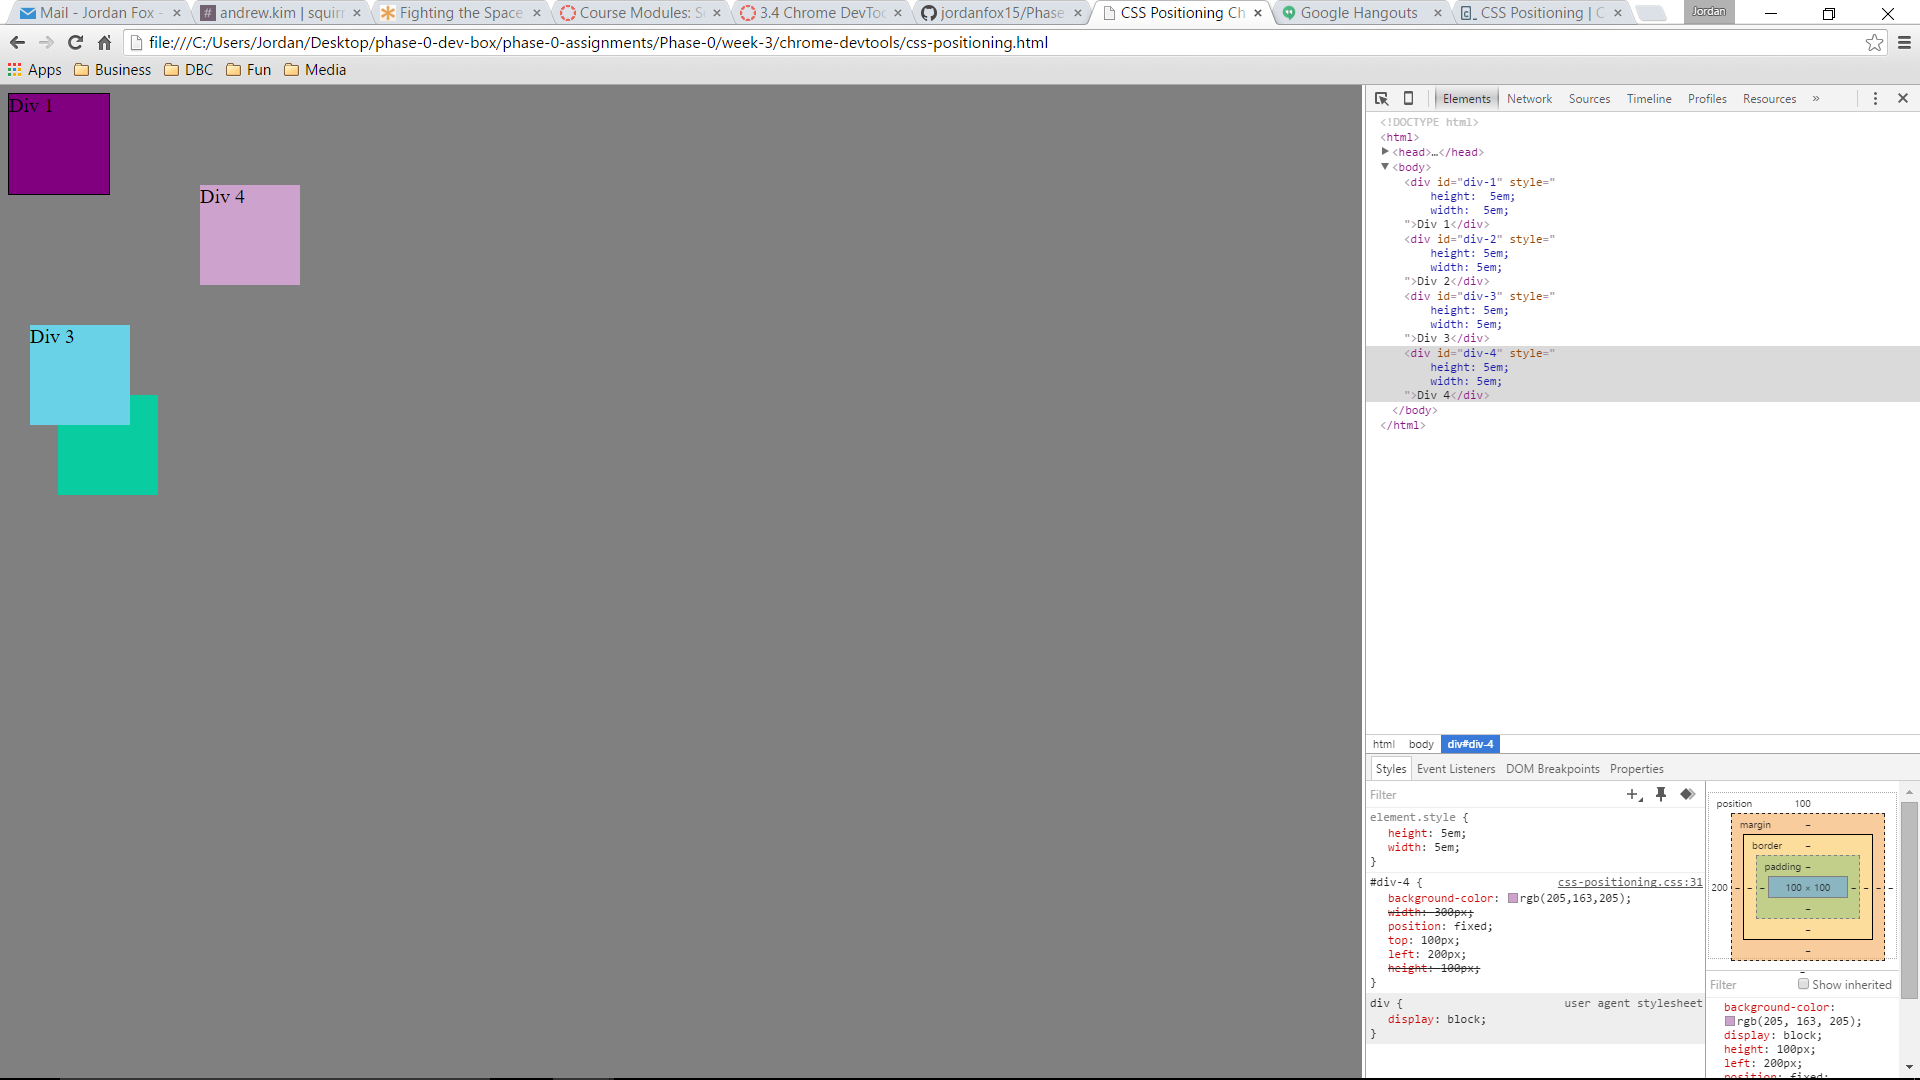 Mail - Jordan Fox - andrew.kim | squirr Fighting the Space Course Modules: S 3.4 Chrome DevToo jordanfox15/Phase CSS Positioning Ch Google Hangouts CSS Positioning | C Jordan
file:///C:/Users/Jordan/Desktop/phase-0-dev-box/phase-0-assignments/Phase-0/week-3/chrome-devtools/css-positioning.html
Apps Business DBC Fun Media
Div 1
Div 4
Div 3
Elements Network Sources Timeline Profiles Resources »
<!DOCTYPE html>
<html>
<head>…</head>
<body>
<div id="div-1" style="
height:  5em;
width:  5em;
">Div 1</div>
<div id="div-2" style="
height: 5em;
width: 5em;
">Div 2</div>
<div id="div-3" style="
height: 5em;
width: 5em;
">Div 3</div>
<div id="div-4" style="
height: 5em;
width: 5em;
">Div 4</div>
</body>
</html>
html body div#div-4
Styles Event Listeners DOM Breakpoints Properties
Filter
element.style {
height: 5em;
width: 5em;
}
#div-4 { css-positioning.css:31
background-color: rgb(205,163,205);
width: 300px;
position: fixed;
top: 100px;
left: 200px;
height: 100px;
}
div { user agent stylesheet
display: block;
}
position 100
margin –
border –
padding –
200 – – – 100 × 100 – – – –
–
–
–
–
Filter Show inherited
background-color:
rgb(205, 163, 205);
display: block;
height: 100px;
left: 200px;
position: fixed;